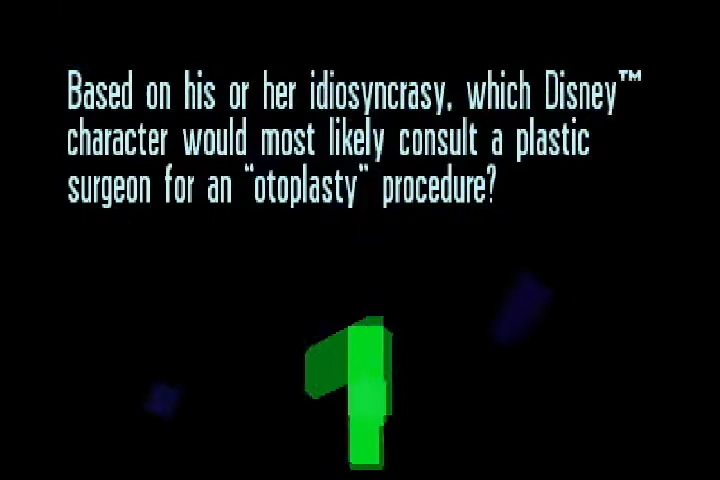 Based on his or her idiosyncrasy, which Disney™
character would most likely consult a plastic
surgeon for an "otoplasty" procedure?
1